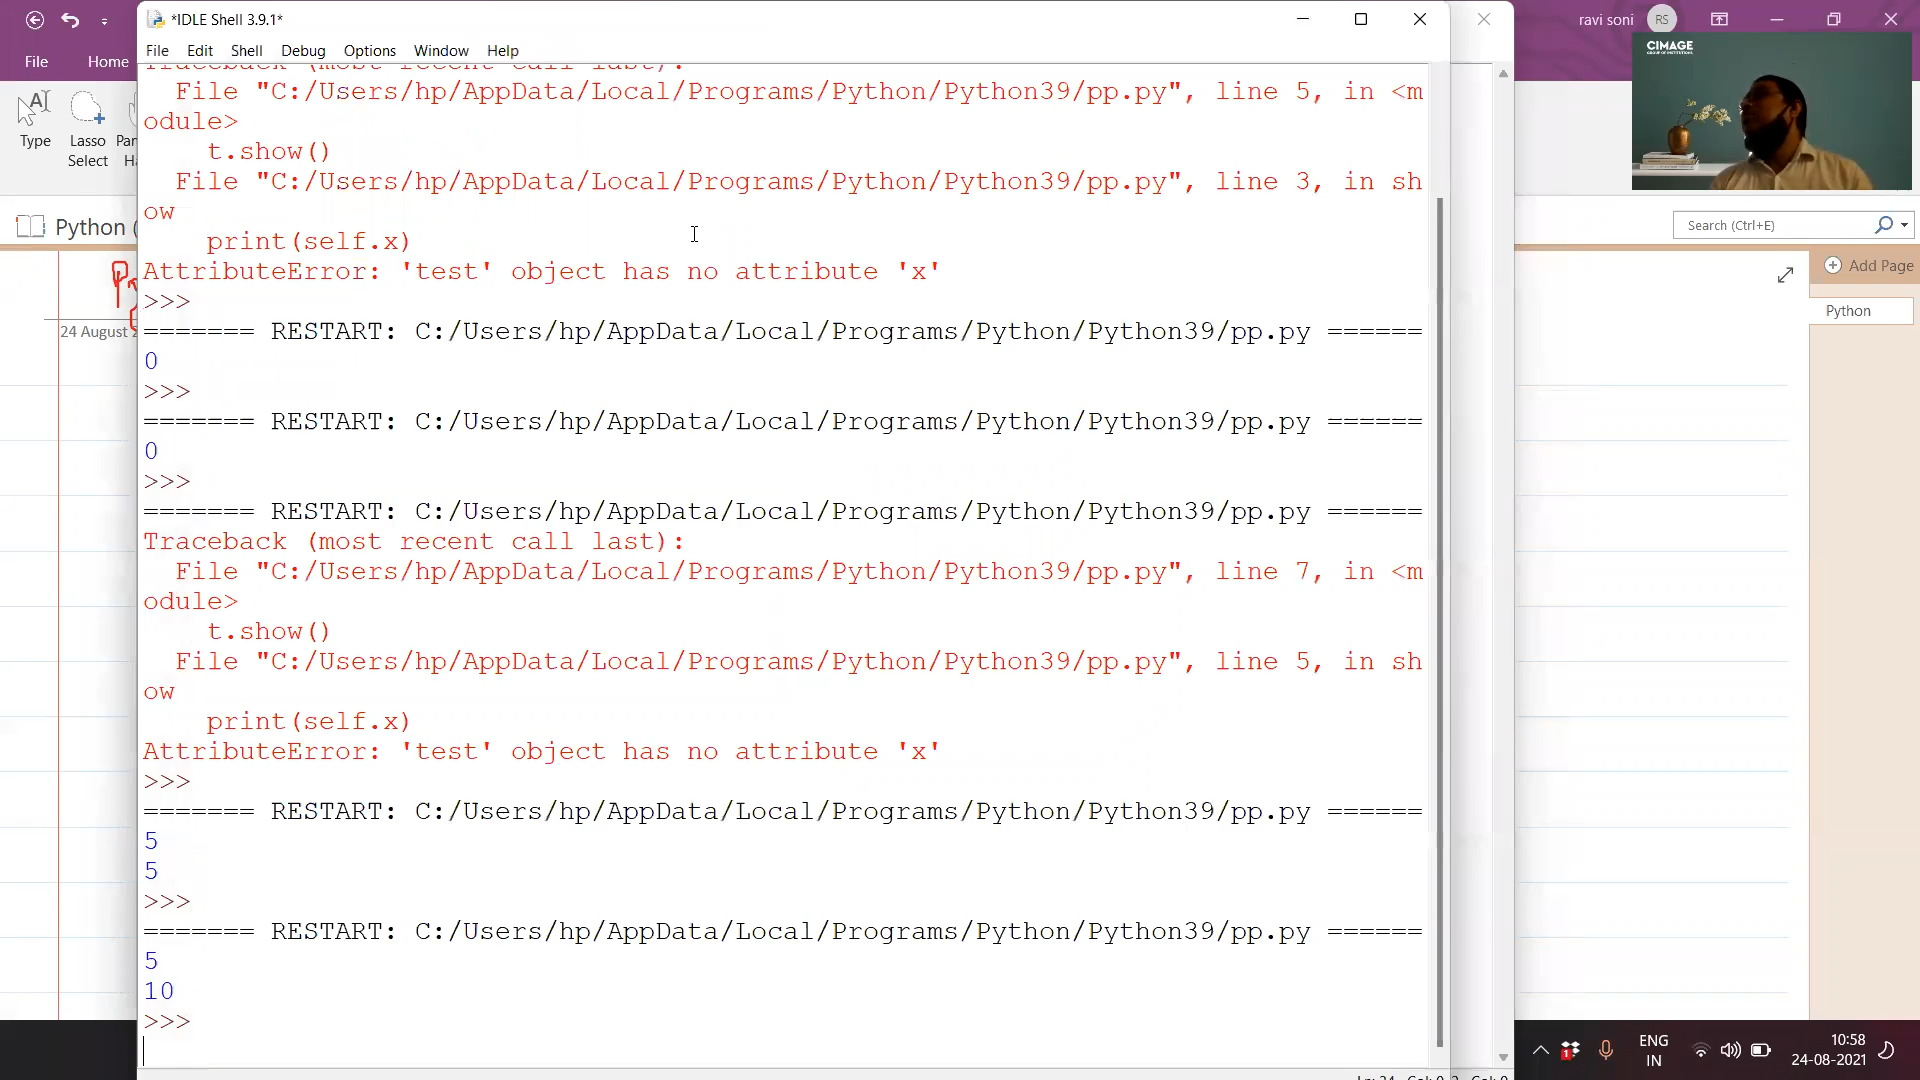 *IDLE Shell 3.9.1*
ravi soni
RS
File Edit Shell Debug Options Window Help
File Home
CIMAGE
GROUP OF INSTITUTIONS
Traceback (most recent call last):
File "C:/Users/hp/AppData/Local/Programs/Python/Python39/pp.py", line 5, in <m
odule>
t.show()
File "C:/Users/hp/AppData/Local/Programs/Python/Python39/pp.py", line 3, in sh
ow
print(self.x)
AttributeError: 'test' object has no attribute 'x'
>>>
======= RESTART: C:/Users/hp/AppData/Local/Programs/Python/Python39/pp.py ======
0
>>>
======= RESTART: C:/Users/hp/AppData/Local/Programs/Python/Python39/pp.py ======
0
>>>
======= RESTART: C:/Users/hp/AppData/Local/Programs/Python/Python39/pp.py ======
Traceback (most recent call last):
File "C:/Users/hp/AppData/Local/Programs/Python/Python39/pp.py", line 7, in <m
odule>
t.show()
File "C:/Users/hp/AppData/Local/Programs/Python/Python39/pp.py", line 5, in sh
ow
print(self.x)
AttributeError: 'test' object has no attribute 'x'
>>>
======= RESTART: C:/Users/hp/AppData/Local/Programs/Python/Python39/pp.py ======
5
5
>>>
======= RESTART: C:/Users/hp/AppData/Local/Programs/Python/Python39/pp.py ======
5
10
>>>
Type
Lasso
Select
Python (
24 August
Search (Ctrl+E)
Add Page
Python
1
ENG
IN
10:58
24-08-2021